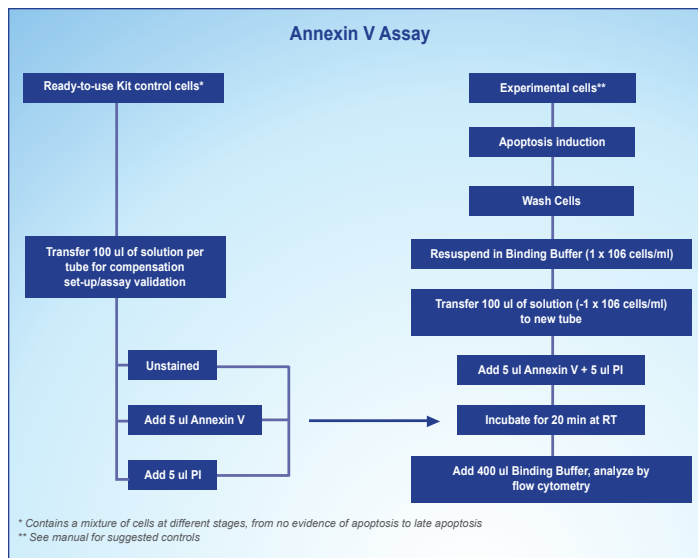 Annexin V Assay
Ready-to-use Kit control cells*
Transfer 100 ul of solution per
tube for compensation
set-up/assay validation
Unstained
Add 5 ul Annexin V
Add 5 ul PI
Experimental cells**
Apoptosis induction
Wash Cells
Resuspend in Binding Buffer (1 x 106 cells/ml)
Transfer 100 ul of solution (-1 x 106 cells/ml)
to new tube
Add 5 ul Annexin V + 5 ul PI
Incubate for 20 min at RT
Add 400 ul Binding Buffer, analyze by
flow cytometry
* Contains a mixture of cells at different stages, from no evidence of apoptosis to late apoptosis
** See manual for suggested controls